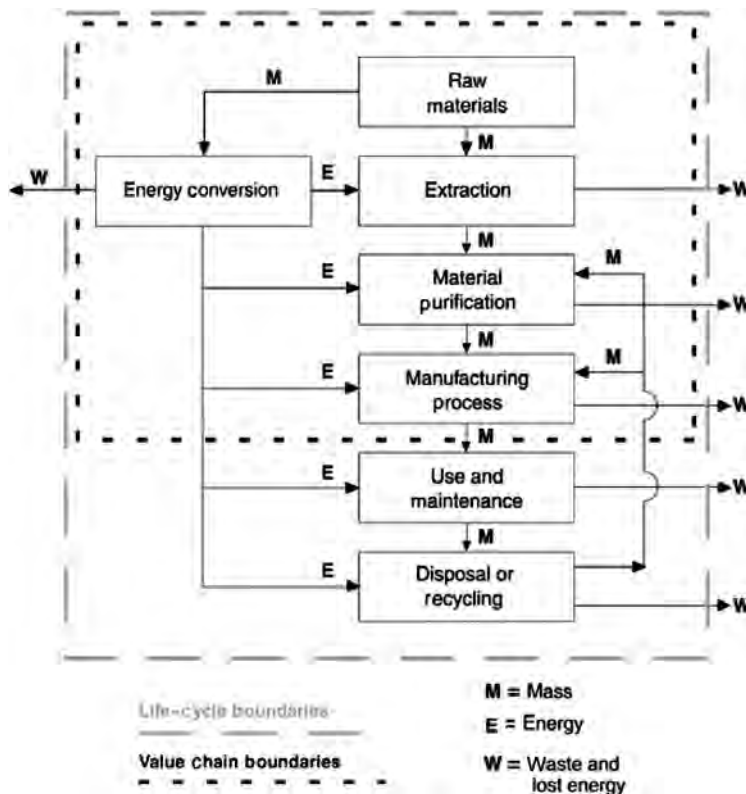 M
Raw
materials
M
W
Energy conversion
E
Extraction
W
M
E
Material
purification
M
W
M
E
Manufacturing
process
M
W
M
E
Use and
maintenance
W
M
E
Disposal or
recycling
W
Life-cycle boundaries
Value chain boundaries
M = Mass
E = Energy
W = Waste and
lost energy